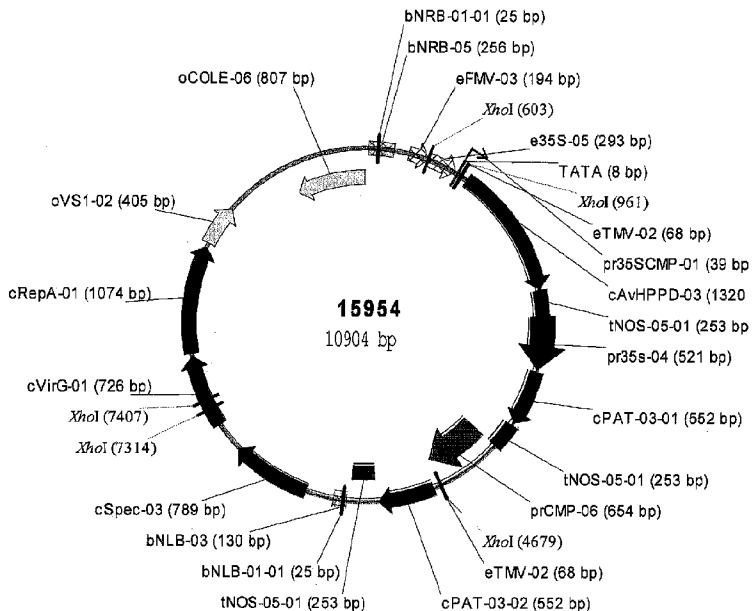 bNRB-01-01 (25 bp)
bNRB-05 (256 bp)
oCOLE-06 (807 bp)
eFMV-03 (194 bp)
XhoI (603)
e35S-05 (293 bp)
TATA (8 bp)
XhoI (961)
oVS1-02 (405 bp)
eTMV-02 (68 bp)
pr35SCMP-01 (39 bp
cRepA-01 (1074 bp)
15954
cAvHPPD-03 (1320
10904 bp
tNOS-05-01 (253 bp)
pr35s-04 (521 bp)
cVirG-01 (726 bp)
XhoI (7407)
cPAT-03-01 (552 bp)
XhoI (7314)
tNOS-05-01 (253 bp)
cSpec-03 (789 bp)
prCMP-06 (654 bp)
bNLB-03 (130 bp)
XhoI (4679)
bNLB-01-01 (25 bp)
eTMV-02 (68 bp)
tNOS-05-01 (253 bp)
cPAT-03-02 (552 bp)